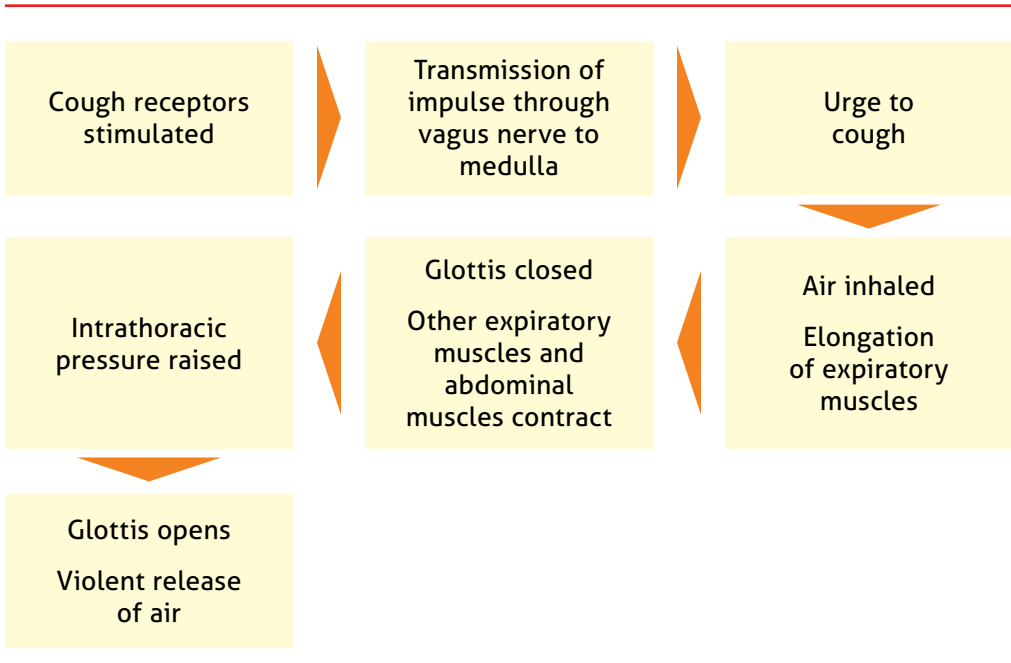 Cough receptors
stimulated
Transmission of
impulse through
vagus nerve to
medulla
Urge to
cough
Air inhaled
Elongation
of expiratory
muscles
Glottis closed
Other expiratory
muscles and
abdominal
muscles contract
Intrathoracic
pressure raised
Glottis opens
Violent release
of air